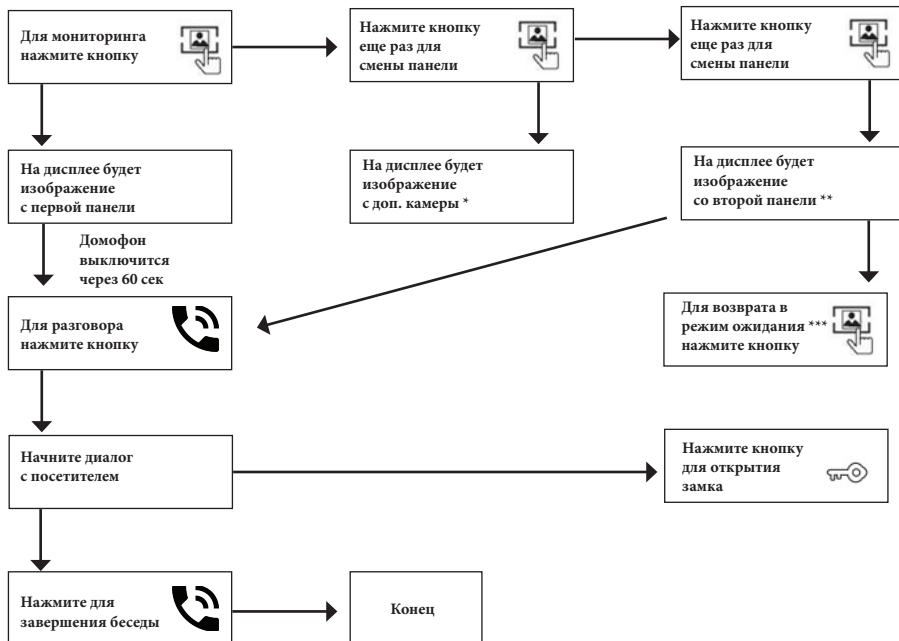 Для мониторинга
нажмите кнопку
Нажмите кнопку
еще раз для
смены панели
Нажмите кнопку
еще раз для
смены панели
На дисплее будет
изображение
с первой панели
На дисплее будет
изображение
с доп. камеры *
На дисплее будет
изображение
со второй панели **
Домофон
выключится
через 60 сек
Для разговора
нажмите кнопку
Для возврата в
режим ожидания ***
нажмите кнопку
Начните диалог
с посетителем
Нажмите кнопку
для открытия
замка
Нажмите для
завершения беседы
Конец